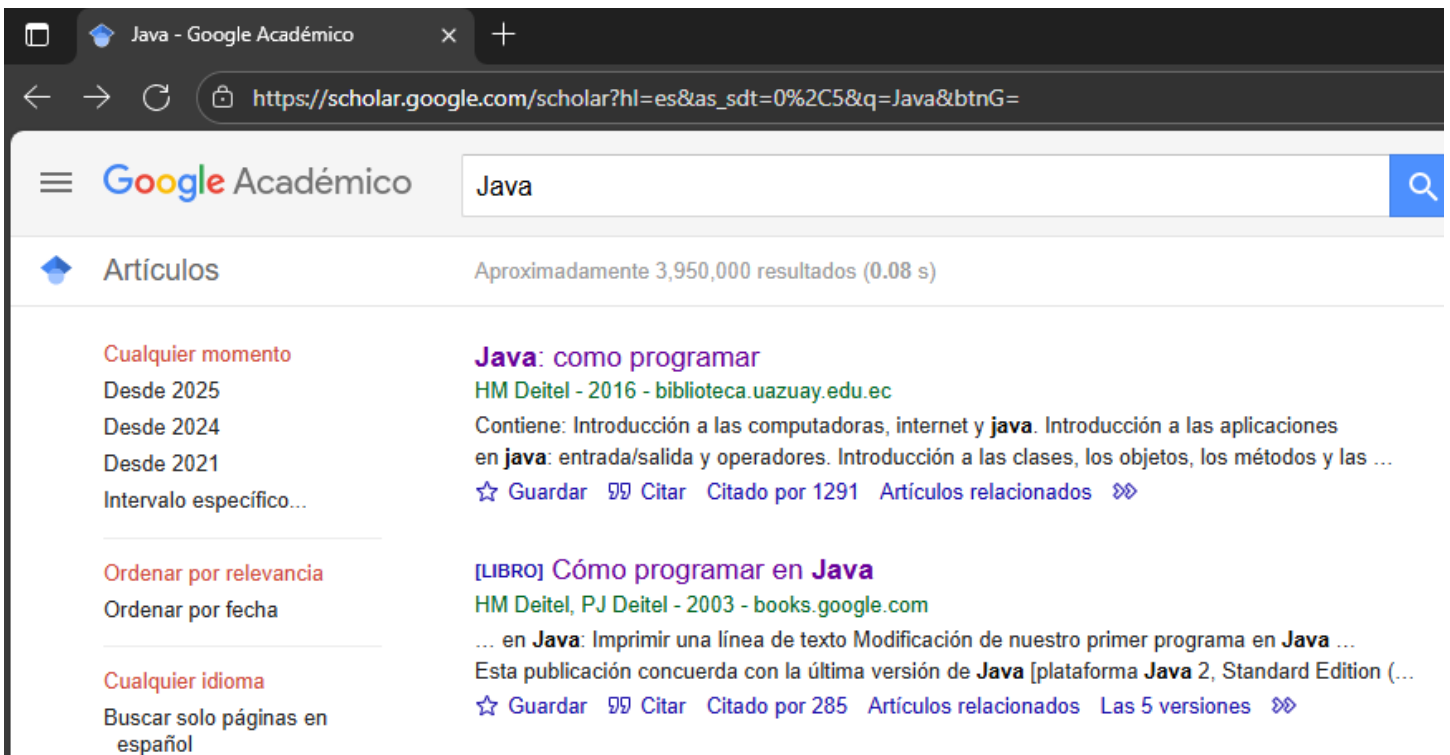 Java - Google Académico
https://scholar.google.com/scholar?hl=es&as_sdt=0%2C5&q=Java&btnG=
Google Académico
Java
Artículos
Aproximadamente 3,950,000 resultados (0.08 s)
Cualquier momento
Desde 2025
Desde 2024
Desde 2021
Intervalo específico...
Ordenar por relevancia
Ordenar por fecha
Cualquier idioma
Buscar solo páginas en
español
Java: como programar
HM Deitel - 2016 - biblioteca.uazuay.edu.ec
Contiene: Introducción a las computadoras, internet y java. Introducción a las aplicaciones
en java: entrada/salida y operadores. Introducción a las clases, los objetos, los métodos y las ...
Guardar Citar Citado por 1291 Artículos relacionados
[LIBRO] Cómo programar en Java
HM Deitel, PJ Deitel - 2003 - books.google.com
... en Java: Imprimir una línea de texto Modificación de nuestro primer programa en Java ...
Esta publicación concuerda con la última versión de Java [plataforma Java 2, Standard Edition (...
Guardar Citar Citado por 285 Artículos relacionados Las 5 versiones